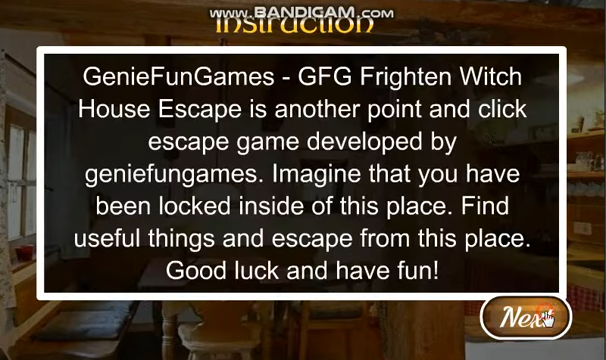 www.BANDICAM.com
instruction
GenieFunGames - GFG Frighten Witch
House Escape is another point and click
escape game developed by
geniefungames. Imagine that you have
been locked inside of this place. Find
useful things and escape from this place.
Good luck and have fun!
Next